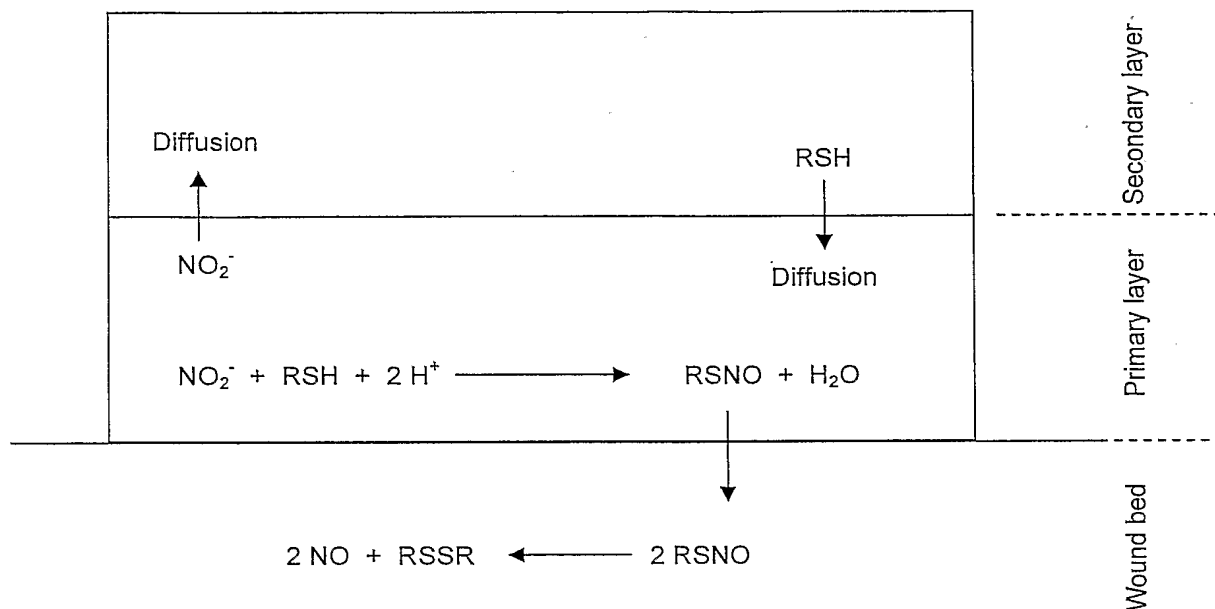 Diffusion
RSH
NO₂⁻
Diffusion
NO₂⁻ + RSH + 2 H⁺
RSNO + H₂O
2 NO + RSSR
2 RSNO
Secondary layer
Primary layer
Wound bed